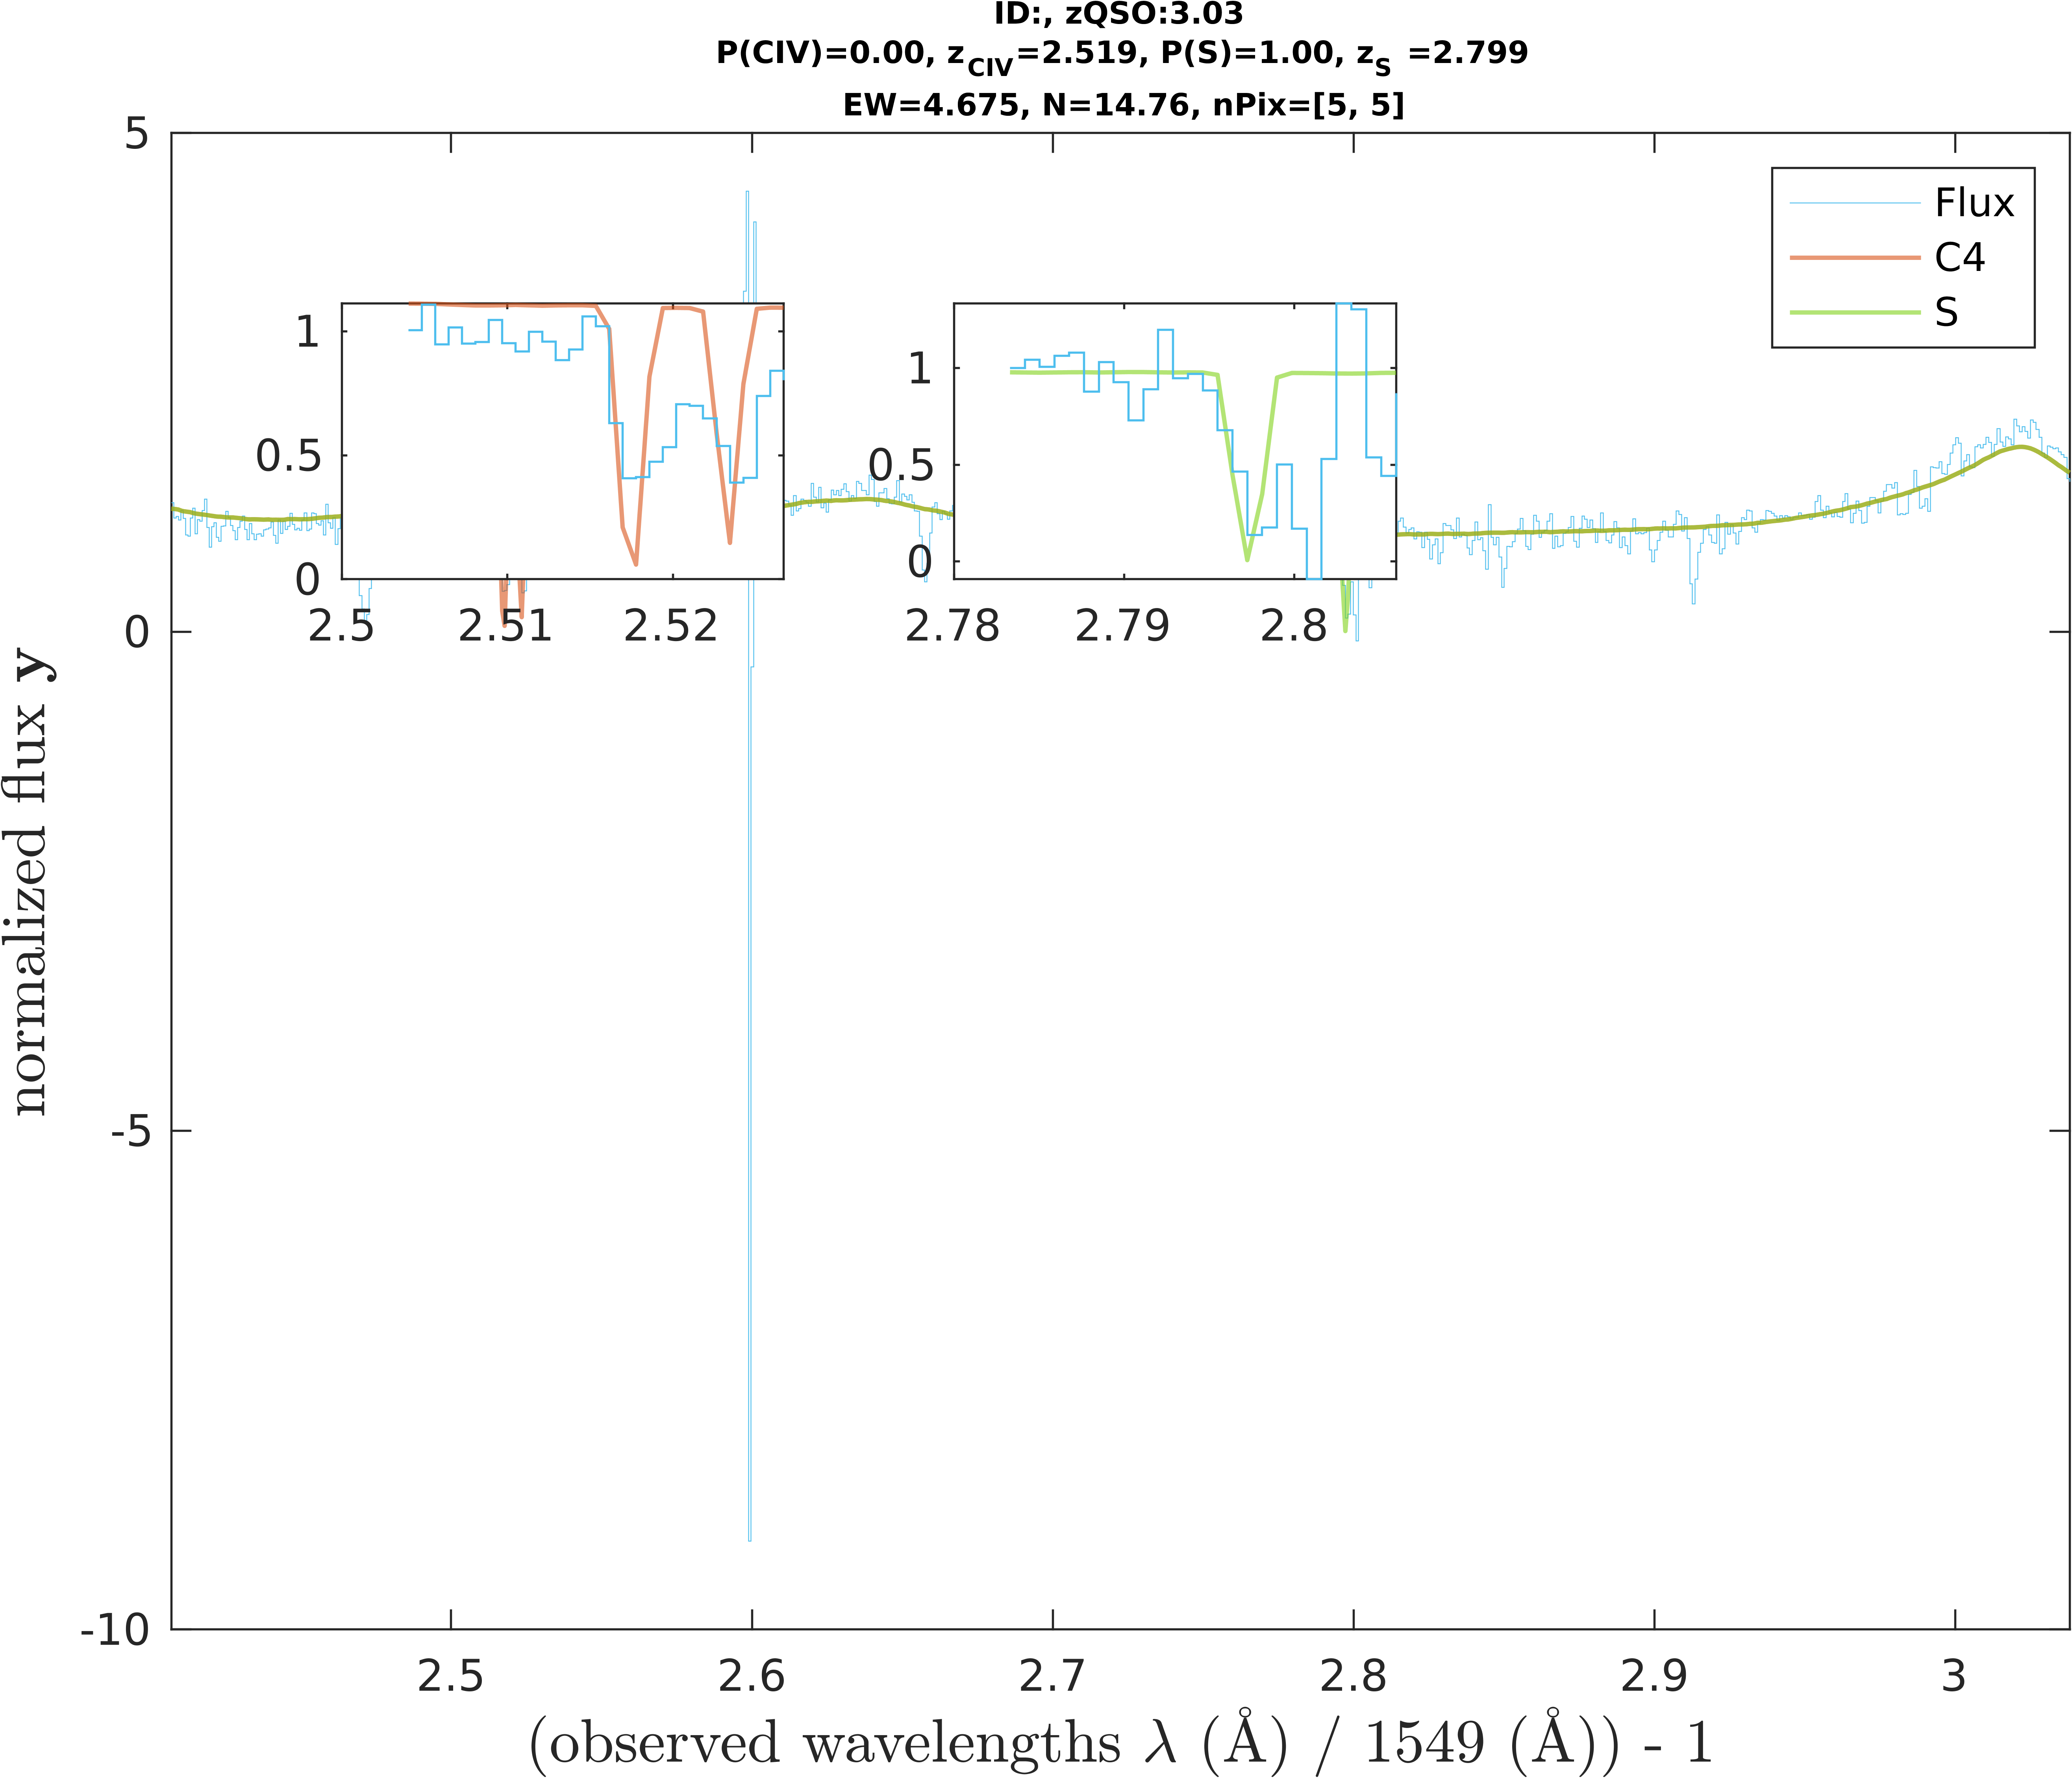 ID:, zQSO:3.03
P(CIV)=0.00, zCIV=2.519, P(S)=1.00, zS =2.799
EW=4.675, N=14.76, nPix=[5, 5]
5
0
-5
-10
normalized flux y
Flux
C4
S
1
0.5
0
2.5 2.51 2.52
1
0.5
0
2.78 2.79 2.8
2.5 2.6 2.7 2.8 2.9 3
(observed wavelengths λ (Å) / 1549 (Å)) - 1